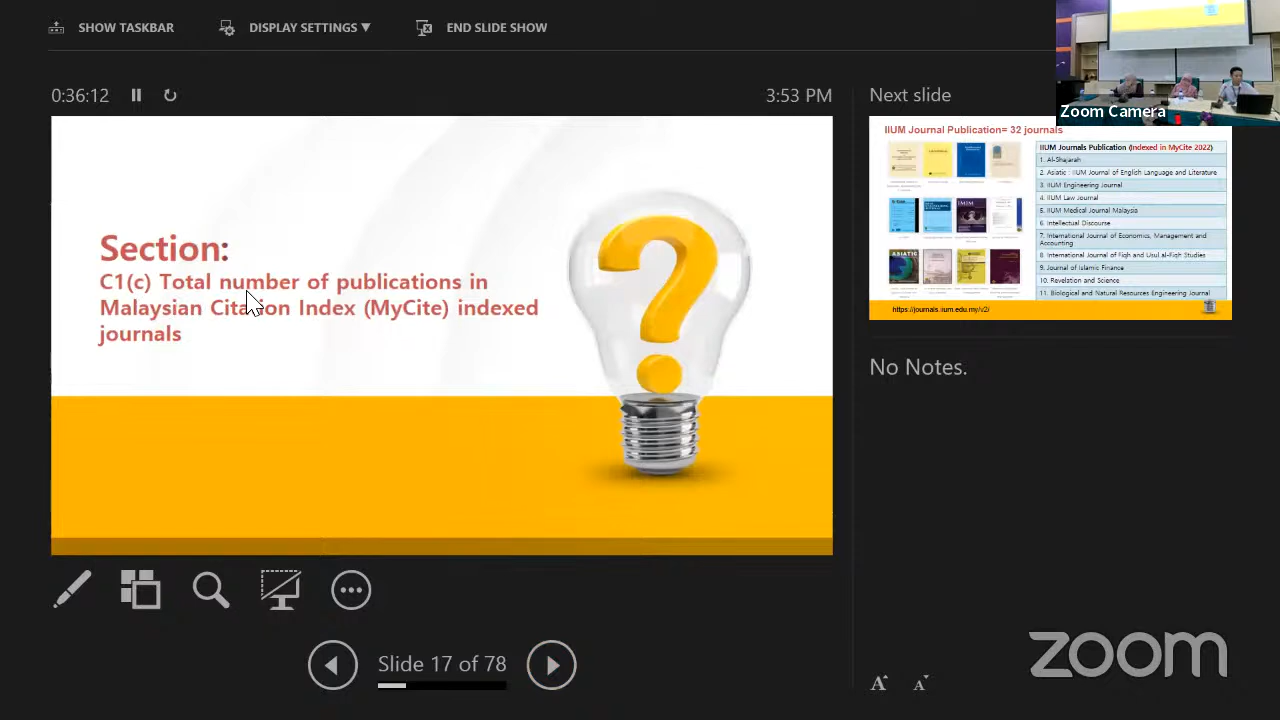 SHOW TASKBAR
DISPLAY SETTINGS ▼
END SLIDE SHOW
Zoom Camera
0:36:12
3:53 PM
Next slide
Section:
C1(c) Total number of publications in
Malaysian Citation Index (MyCite) indexed
journals
IIUM Journal Publication= 32 journals
IIUM Journals Publication (Indexed in MyCite 2022)
1. Al-Shajarah
2. Asiatic : IIUM Journal of English Language and Literature
3. IIUM Engineering Journal
4. IIUM Law Journal
5. IIUM Medical Journal Malaysia
6. Intellectual Discourse
7. International Journal of Economics, Management and
Accounting
8. International Journal of Fiqh and Usul al-Fiqh Studies
9. Journal of Islamic Finance
10. Revelation and Science
11. Biological and Natural Resources Engineering Journal
ASIATIC
https://journals.iium.edu.my/v2/
No Notes.
Slide 17 of 78
A A
zoom